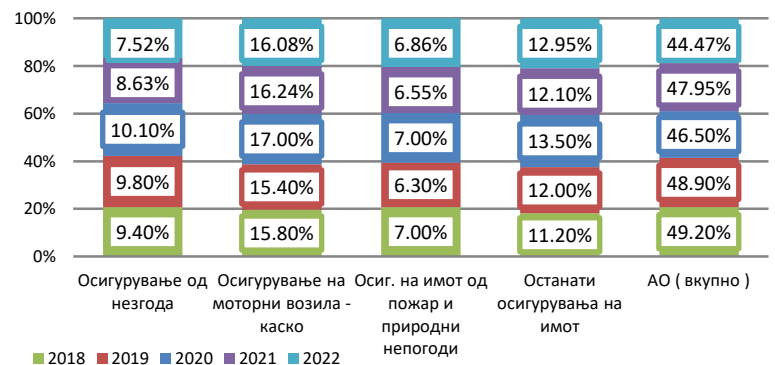 100%
7.52% 16.08% 6.86% 12.95% 44.47%
80%
8.63% 16.24% 6.55% 12.10% 47.95%
60%
10.10% 17.00% 7.00% 13.50% 46.50%
40%
9.80% 15.40% 6.30% 12.00% 48.90%
20%
9.40% 15.80% 7.00% 11.20% 49.20%
0%
Осигурување од
незгода
Осигурување на
моторни возила -
каско
Осиг. на имот од
пожар и
природни
непогоди
Останати
осигурувања на
имот
АО ( вкупно )
2018 2019 2020 2021 2022